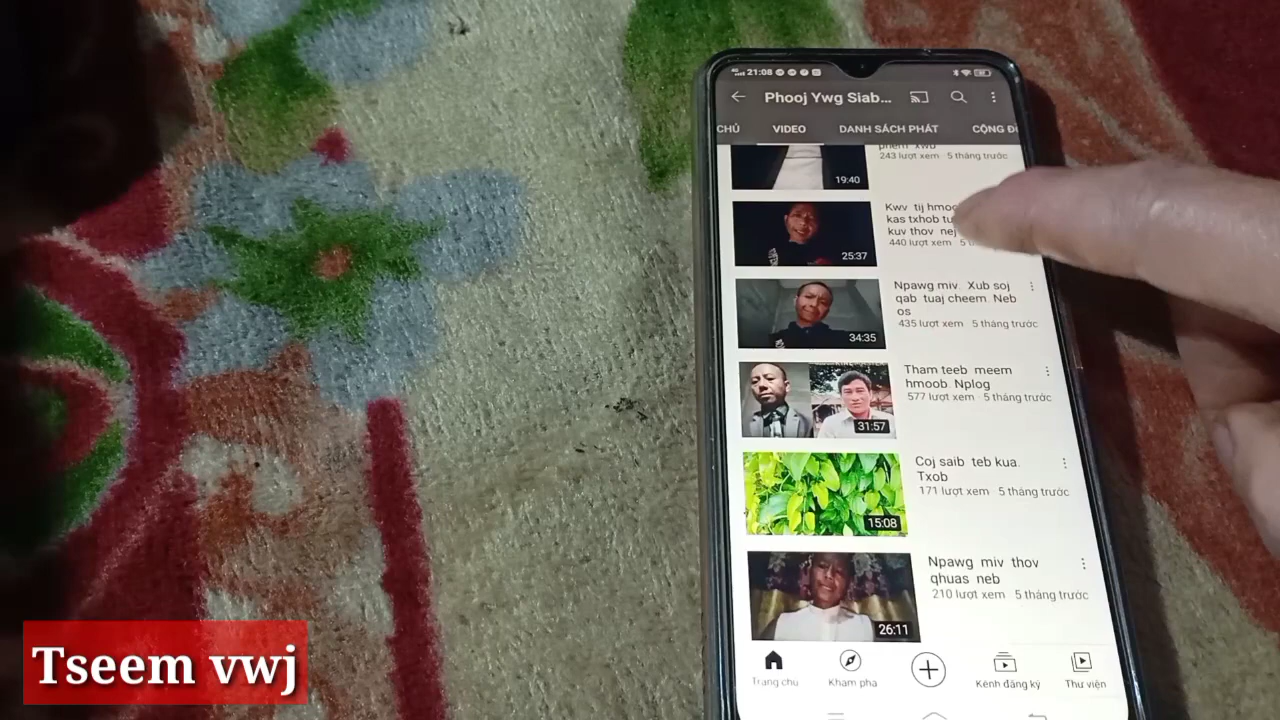 21:08
Phooj Ywg Siab...
CHỦ VIDEO DANH SÁCH PHÁT CỘNG
243 lượt xem 5 tháng trước
19:40
Kwv tij
kas txhob
kuv thov nej
440 lượt xem
25:37
Npawg miv Xub soj
qab tuaj cheem. Neb
os
435 lượt xem 5 tháng trước
34:35
Tham teeb meem
hmoob. Nplog
577 lượt xem 5 tháng trước
31:57
Coj saib teb kua.
Txob
171 lượt xem 5 tháng trước
15:08
Npawg miv thov
qhuas neb
210 lượt xem 5 tháng trước
26:11
Trang chủ Khám phá Kênh đăng ký Thư viện
Tseem vwj